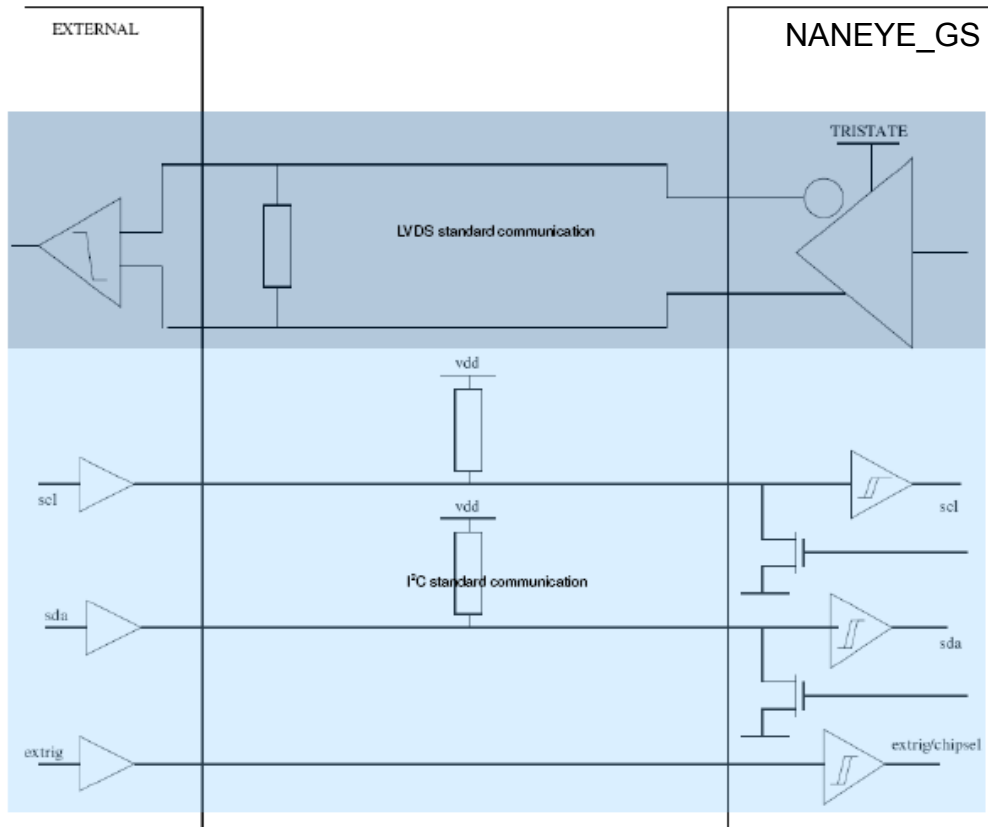 EXTERNAL
NANEYE_GS
TRISTATE
LVDS standard communication
vdd
scl
scl
vdd
I²C standard communication
sda
sda
extrig
extrig/chipsel